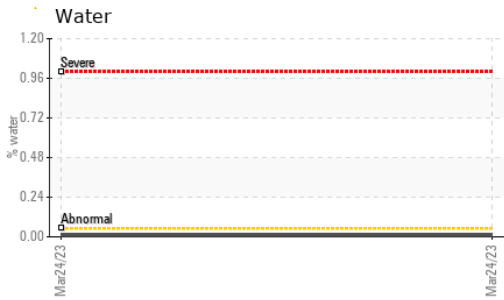 Water
1.20
Severe
0.96
0.72
% water
0.48
0.24
Abnormal
0.00
Mar24/23
Mar24/23